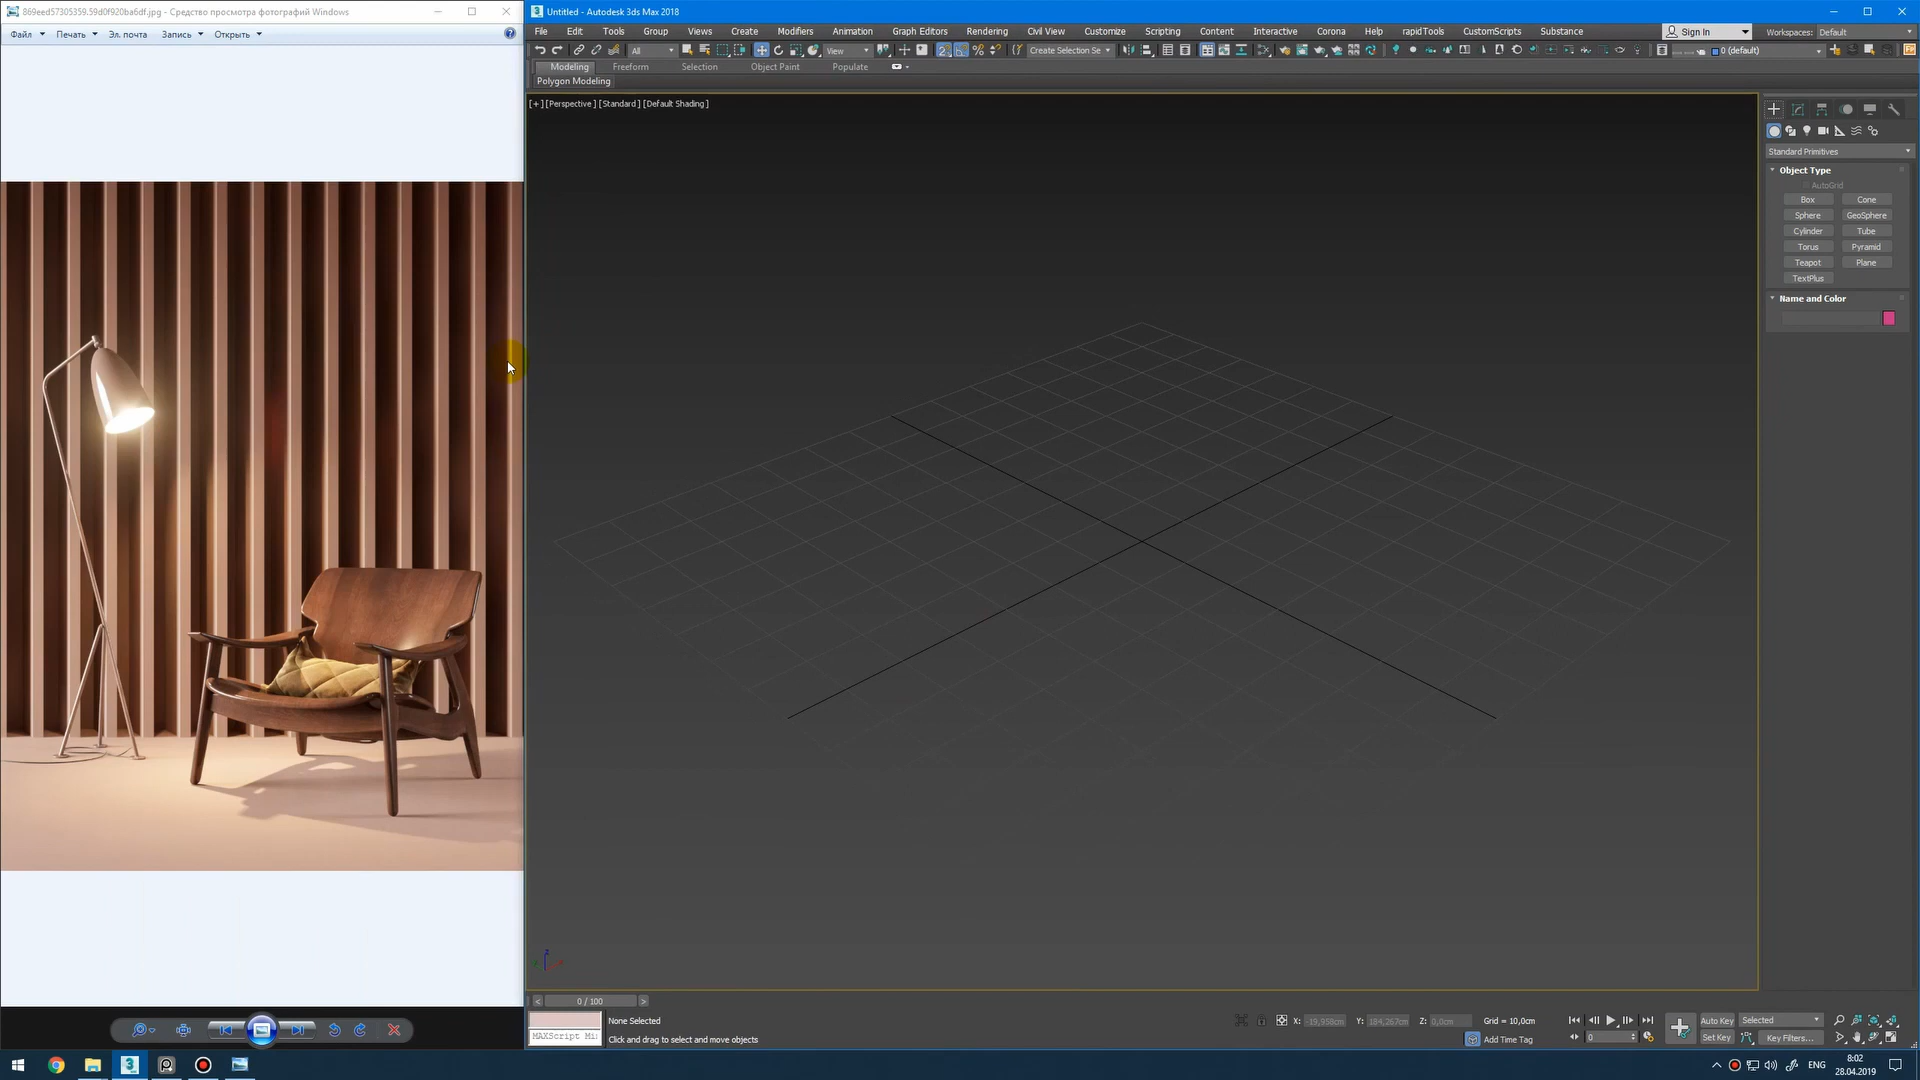 869eed57305359.59d0f920ba6df.jpg - Средство просмотра фотографий Windows
Файл Печать Эл. почта Запись Открыть
Untitled - Autodesk 3ds Max 2018
File Edit Tools Group Views Create Modifiers Animation Graph Editors Rendering Civil View Customize Scripting Content Interactive Corona Help rapidTools CustomScripts Substance
Sign In Workspaces: Default
All View Create Selection Se 0 (default)
Modeling Freeform Selection Object Paint Populate
Polygon Modeling
[+] [Perspective] [Standard] [Default Shading]
Standard Primitives
Object Type
AutoGrid
Box Cone
Sphere GeoSphere
Cylinder Tube
Torus Pyramid
Teapot Plane
TextPlus
Name and Color
0 / 100
None Selected
X: -19,958cm Y: 184,267cm Z: 0,0cm Grid = 10,0cm
Auto Key Selected
MAXScript Mi:
Click and drag to select and move objects
Add Time Tag
0
Set Key Key Filters...
ENG
8:02
28.04.2019